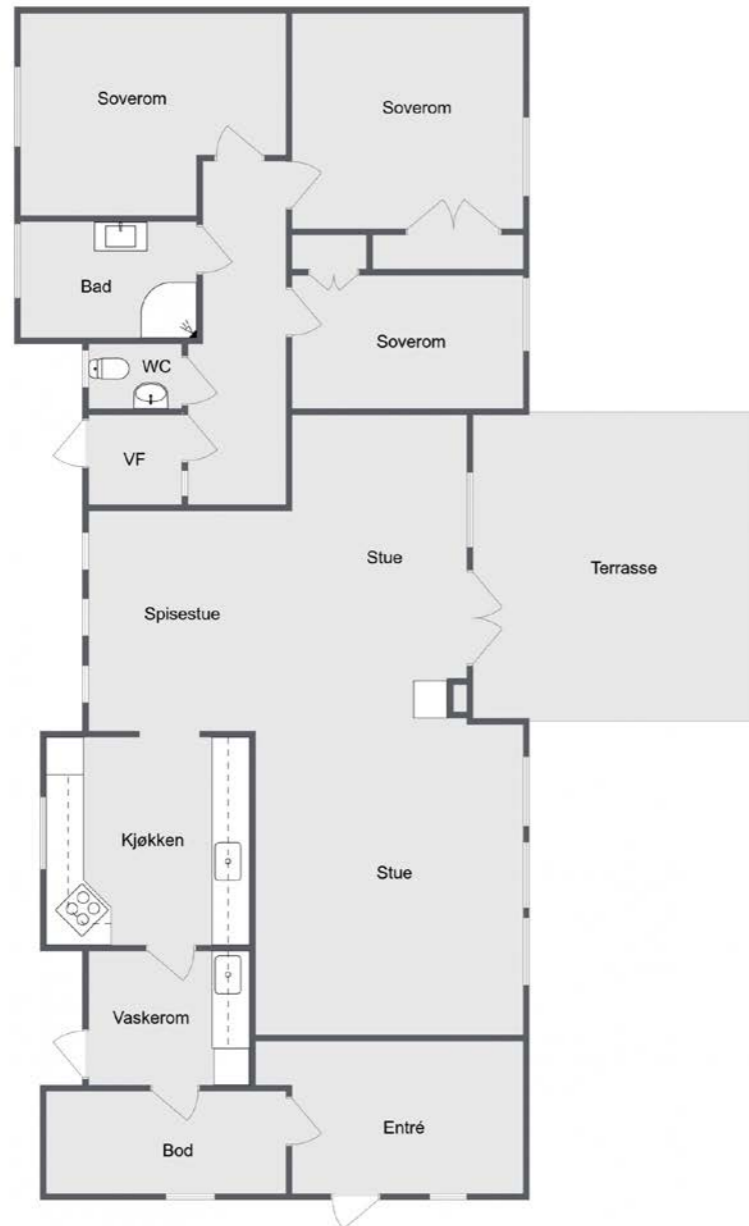 Soverom
Soverom
Bad
Soverom
WC
VF
Stue
Terrasse
Spisestue
Kjøkken
Stue
Vaskerom
Entré
Bod